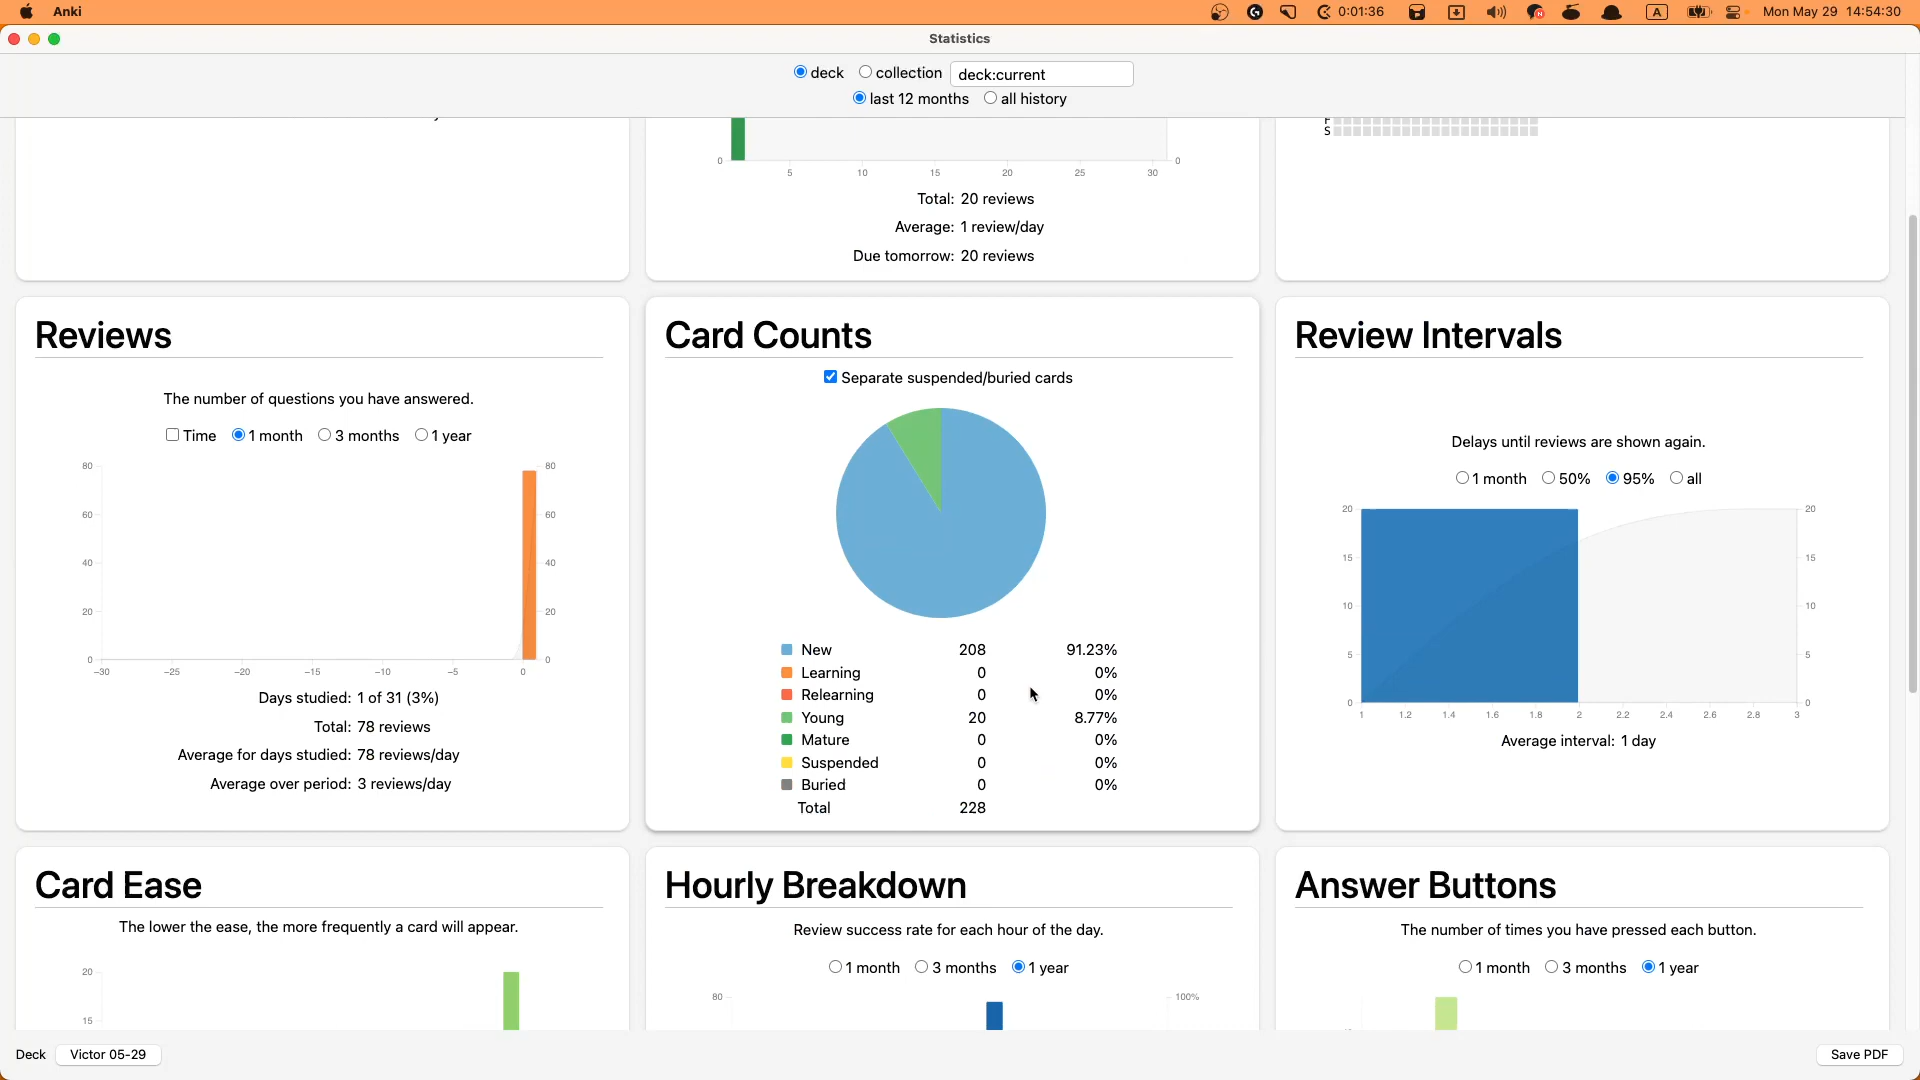 Anki
0:01:36
A
Mon May 29 14:54:30
Statistics
deck collection deck:current
last 12 months all history
0 0
5 10 15 20 25 30
Total: 20 reviews
Average: 1 review/day
Due tomorrow: 20 reviews
F
S
Reviews
The number of questions you have answered.
Time 1 month 3 months 1 year
80 80
60 60
40 40
20 20
0 0
−30 −25 −20 −15 −10 −5 0
Days studied: 1 of 31 (3%)
Total: 78 reviews
Average for days studied: 78 reviews/day
Average over period: 3 reviews/day
Card Counts
Separate suspended/buried cards
New 208 91.23%
Learning 0 0%
Relearning 0 0%
Young 20 8.77%
Mature 0 0%
Suspended 0 0%
Buried 0 0%
Total 228
Review Intervals
Delays until reviews are shown again.
1 month 50% 95% all
20 20
15 15
10 10
5 5
0 0
1 1.2 1.4 1.6 1.8 2 2.2 2.4 2.6 2.8 3
Average interval: 1 day
Card Ease
The lower the ease, the more frequently a card will appear.
20
15
Hourly Breakdown
Review success rate for each hour of the day.
1 month 3 months 1 year
80 100%
Answer Buttons
The number of times you have pressed each button.
1 month 3 months 1 year
Deck Victor 05-29
Save PDF